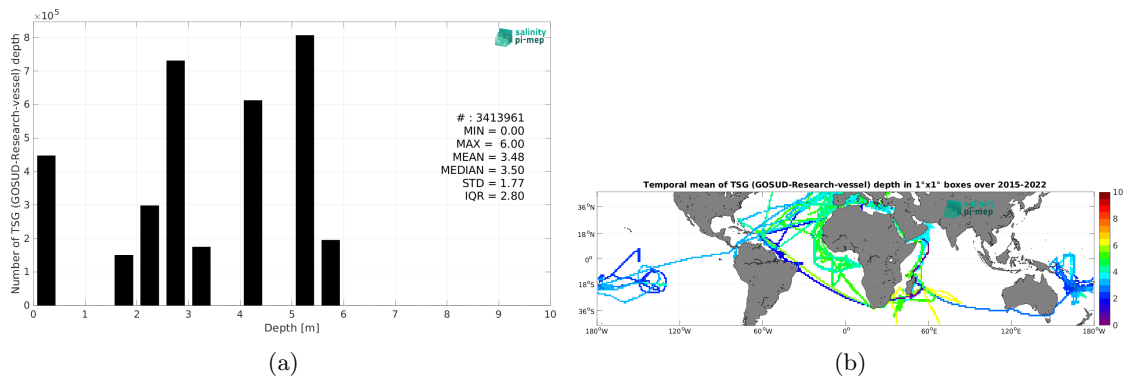 ×10⁵
8
7
6
5
4
3
2
1
0
Number of TSG (GOSUD-Research-vessel) depth
salinity
pi-mep
# : 3413961
MIN = 0.00
MAX = 6.00
MEAN = 3.48
MEDIAN = 3.50
STD = 1.77
IQR = 2.80
0 1 2 3 4 5 6 7 8 9 10
Depth [m]
(a)
Temporal mean of TSG (GOSUD-Research-vessel) depth in 1°x1° boxes over 2015-2022
salinity
pi-mep
36°N
18°N
0°
18°S
36°S
180°W 120°W 60°W 0° 60°E 120°E 180°W
10
8
6
4
2
0
(b)